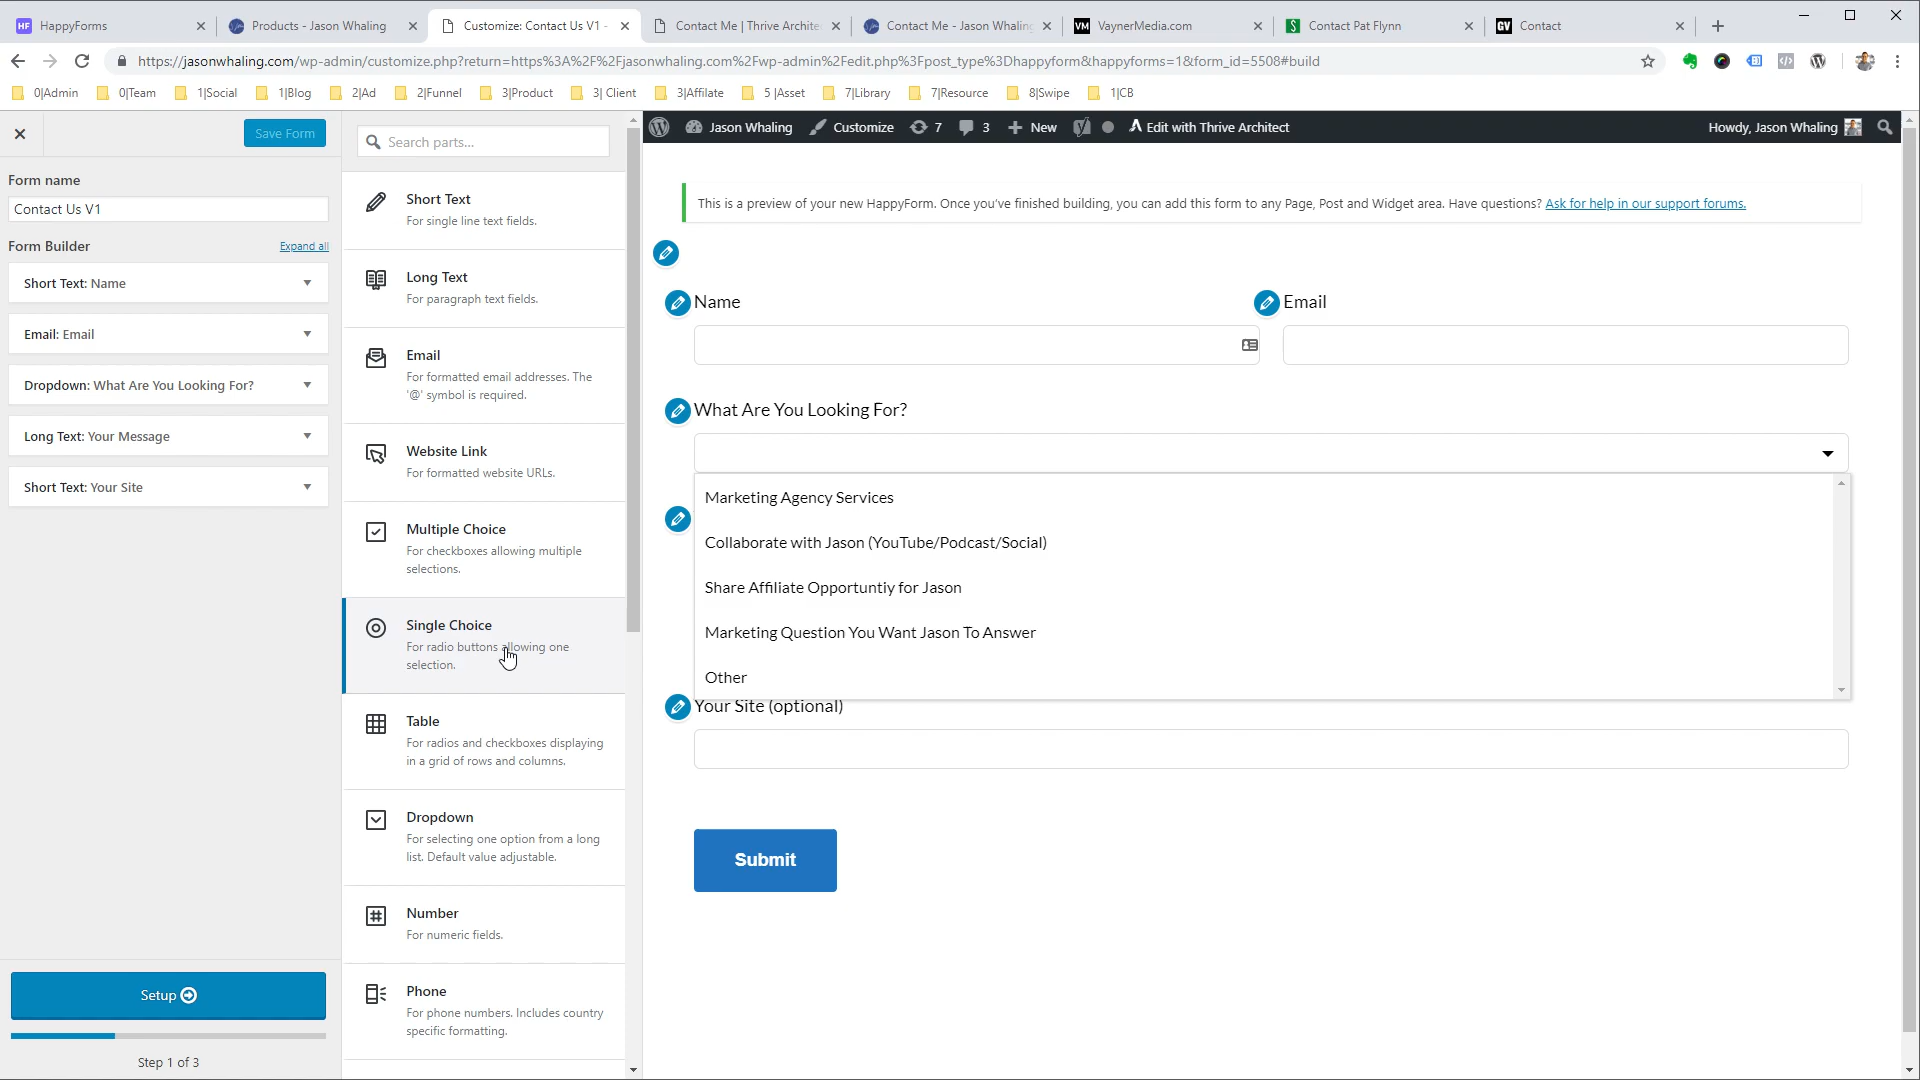 HappyForms
Products - Jason Whaling
Customize: Contact Us V1 -
Contact Me | Thrive Archite
Contact Me - Jason Whaling
VM VaynerMedia.com
Contact Pat Flynn
GV Contact
https://jasonwhaling.com/wp-admin/customize.php?return=https%3A%2F%2Fjasonwhaling.com%2Fwp-admin%2Fedit.php%3Fpost_type%3Dhappyform&happyforms=1&form_id=5508#build
0|Admin 0|Team 1|Social 1|Blog 2|Ad 2|Funnel 3|Product 3| Client 3|Affilate 5 |Asset 7|Library 7|Resource 8|Swipe 1|CB
Save Form
Form name
Contact Us V1
Form Builder
Expand all
Short Text: Name
Email: Email
Dropdown: What Are You Looking For?
Long Text: Your Message
Short Text: Your Site
Setup
Step 1 of 3
Search parts...
Short Text
For single line text fields.
Long Text
For paragraph text fields.
Email
For formatted email addresses. The
'@' symbol is required.
Website Link
For formatted website URLs.
Multiple Choice
For checkboxes allowing multiple
selections.
Single Choice
For radio buttons allowing one
selection.
Table
For radios and checkboxes displaying
in a grid of rows and columns.
Dropdown
For selecting one option from a long
list. Default value adjustable.
Number
For numeric fields.
Phone
For phone numbers. Includes country
specific formatting.
Jason Whaling Customize 7 3 New Edit with Thrive Architect Howdy, Jason Whaling
This is a preview of your new HappyForm. Once you've finished building, you can add this form to any Page, Post and Widget area. Have questions? Ask for help in our support forums.
Name
Email
What Are You Looking For?
Marketing Agency Services
Collaborate with Jason (YouTube/Podcast/Social)
Share Affiliate Opportuntiy for Jason
Marketing Question You Want Jason To Answer
Other
Your Site (optional)
Submit